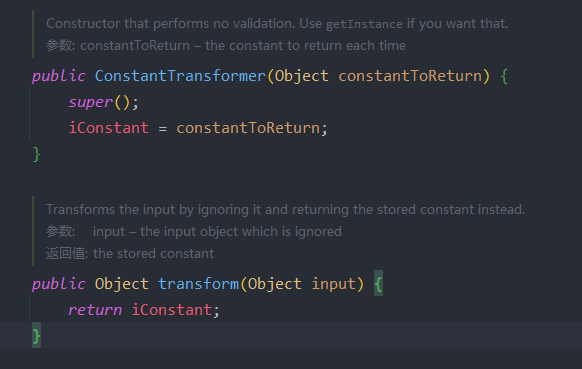 Constructor that performs no validation. Use getInstance if you want that.
参数: constantToReturn – the constant to return each time
public ConstantTransformer(Object constantToReturn) {
    super();
    iConstant = constantToReturn;
}
Transforms the input by ignoring it and returning the stored constant instead.
参数:    input – the input object which is ignored
返回值: the stored constant
public Object transform(Object input) {
    return iConstant;
}